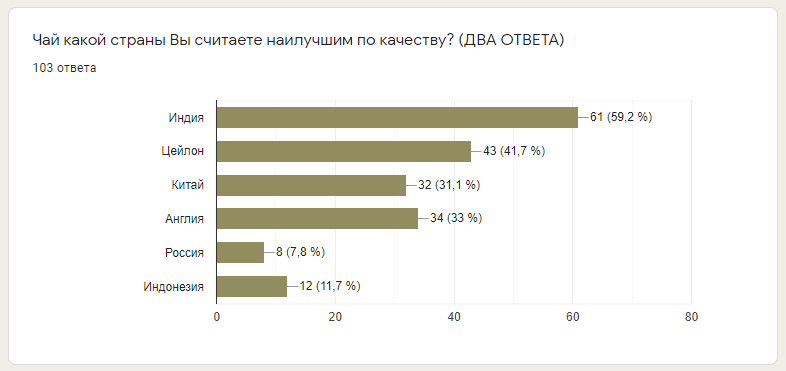 Чай какой страны Вы считаете наилучшим по качеству? (ДВА ОТВЕТА)
103 ответа
Индия 61 (59,2 %)
Цейлон 43 (41,7 %)
Китай 32 (31,1 %)
Англия 34 (33 %)
Россия 8 (7,8 %)
Индонезия 12 (11,7 %)
0 20 40 60 80